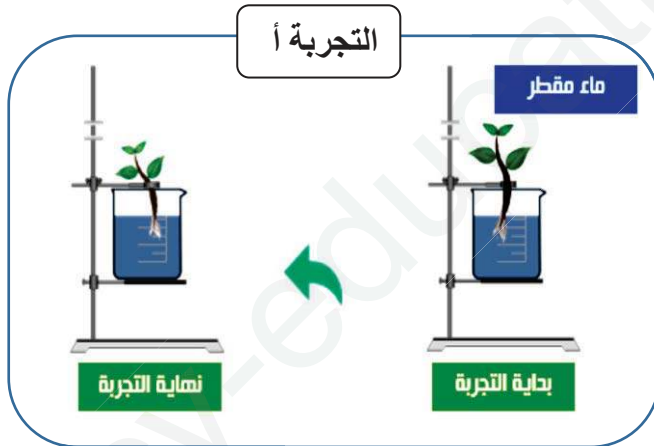 التجربة أ
ماء مقطر
بداية التجربة
نهاية التجربة